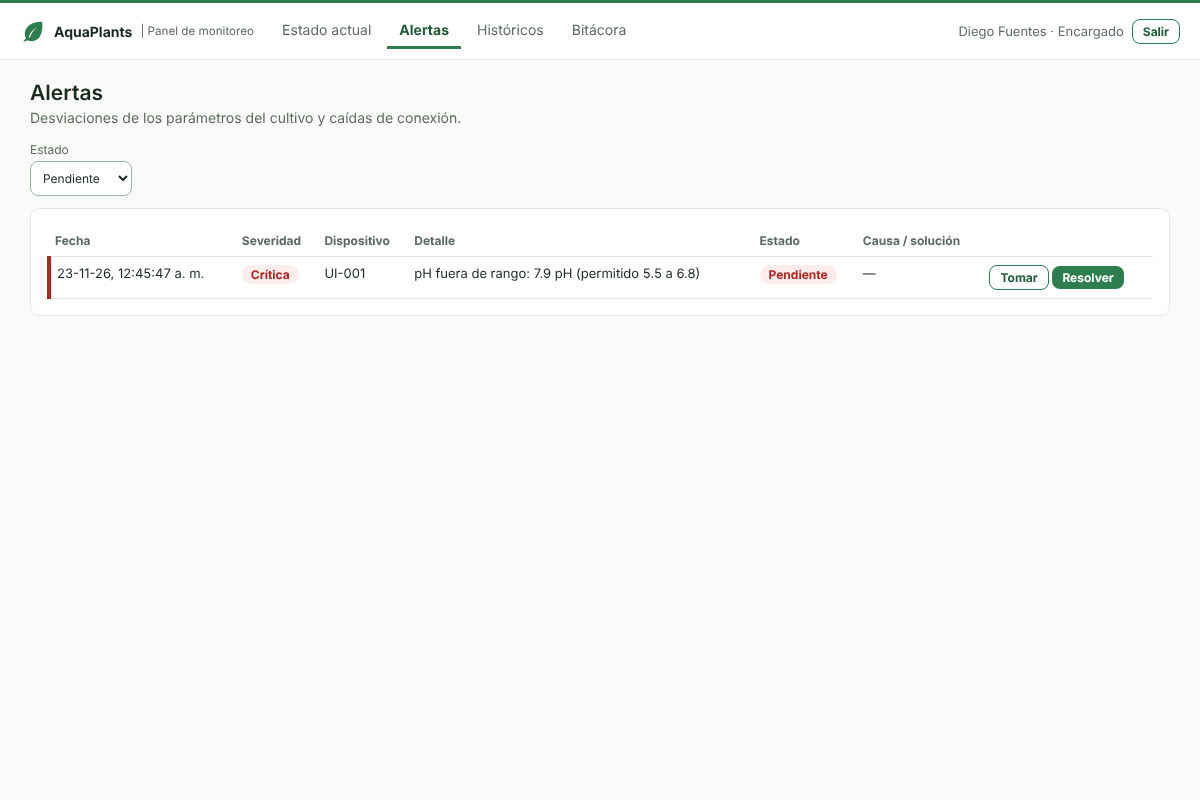 AquaPlants | Panel de monitoreo Estado actual Alertas Históricos Bitácora Diego Fuentes · Encargado Salir
Alertas
Desviaciones de los parámetros del cultivo y caídas de conexión.
Estado
Pendiente
Fecha Severidad Dispositivo Detalle Estado Causa / solución
23-11-26, 12:45:47 a. m. Crítica UI-001 pH fuera de rango: 7.9 pH (permitido 5.5 a 6.8) Pendiente — Tomar Resolver